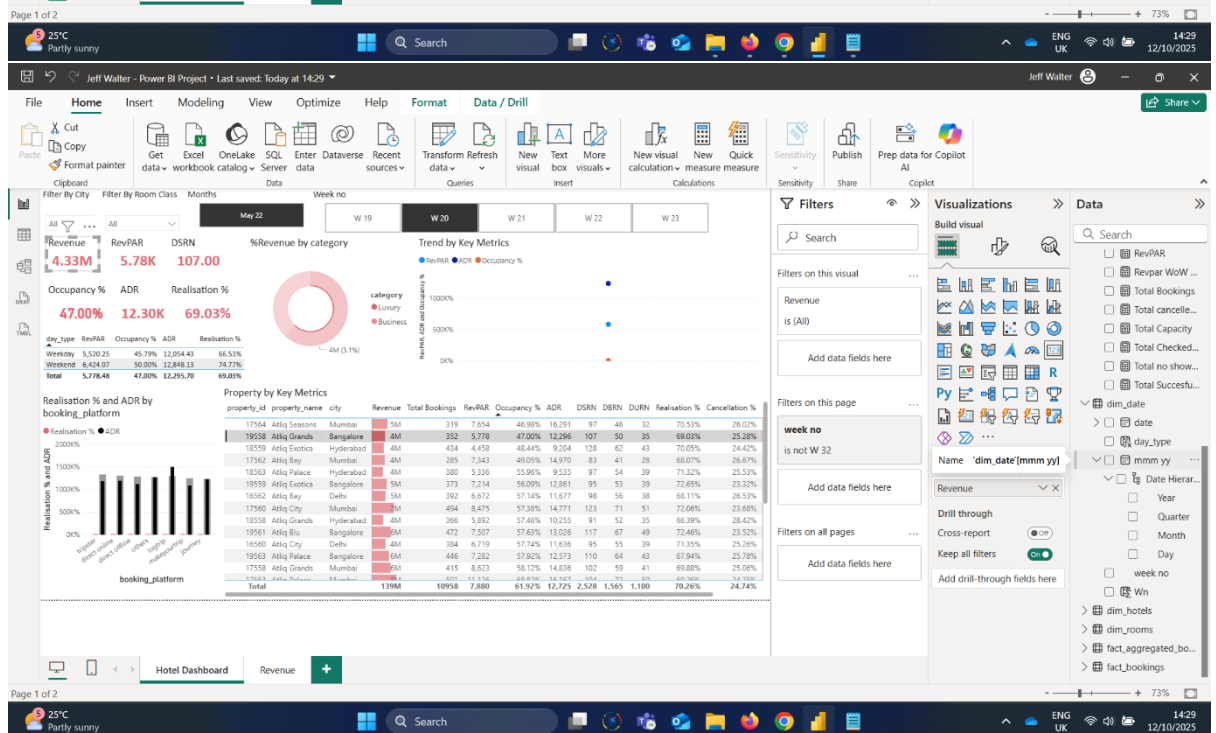 Page 1 of 2
73%
5
25°C
Partly sunny
Search
ENG
UK
14:29
12/10/2025
Jeff Walter - Power BI Project • Last saved: Today at 14:29
Jeff Walter
File Home Insert Modeling View Optimize Help Format Data / Drill
Share
Paste
Cut
Copy
Format painter
Get data
Excel workbook
OneLake catalog
SQL Server
Enter data
Dataverse
Recent sources
Transform data
Refresh
New visual
Text box
More visuals
New visual calculation
New measure
Quick measure
Sensitivity
Publish
Prep data for AI
Copilot
Clipboard Data Queries Insert Calculations Sensitivity Share Copilot
Filter By City Filter By Room Class Months Week no
All
All
May 22
W 19 W 20 W 21 W 22 W 23
Revenue RevPAR DSRN
4.33M 5.78K 107.00
Occupancy % ADR Realisation %
47.00% 12.30K 69.03%
day_type RevPAR Occupancy % ADR Realisation %
Weekday 5,520.25 45.79% 12,054.43 66.53%
Weekend 6,424.07 50.00% 12,848.13 74.77%
Total 5,778.48 47.00% 12,295.70 69.03%
%Revenue by category
category
Luxury
Business
4M (3.1%)
Trend by Key Metrics
RevPAR ADR Occupancy %
RevPAR, ADR and Occupancy %
1000K%
500K%
0K%
Realisation % and ADR by
booking_platform
Realisation % ADR
Realisation % and ADR
2000K%
1500K%
1000K%
500K%
0K%
tripster
direct online
direct offline
others
logtrip
makeyourtrip
journey
booking_platform
Property by Key Metrics
property_id property_name city Revenue Total Bookings RevPAR Occupancy % ADR DSRN DBRN DURN Realisation % Cancellation %
17564 Atliq Seasons Mumbai 5M 319 7,654 46.98% 16,291 97 46 32 70.53% 26.02%
19558 Atliq Grands Bangalore 4M 352 5,778 47.00% 12,296 107 50 35 69.03% 25.28%
18559 Atliq Exotica Hyderabad 4M 434 4,458 48.44% 9,204 128 62 43 70.05% 24.42%
17562 Atliq Bay Mumbai 4M 285 7,343 49.05% 14,970 83 41 28 68.07% 26.67%
18563 Atliq Palace Hyderabad 4M 380 5,336 55.96% 9,535 97 54 39 71.32% 25.53%
19559 Atliq Exotica Bangalore 5M 373 7,214 56.09% 12,861 95 53 39 72.65% 23.32%
16562 Atliq Bay Delhi 5M 392 6,672 57.14% 11,677 98 56 38 68.11% 26.53%
17560 Atliq City Mumbai 7M 494 8,475 57.38% 14,771 123 71 51 72.06% 23.68%
18558 Atliq Grands Hyderabad 4M 366 5,892 57.46% 10,255 91 52 35 66.39% 28.42%
19561 Atliq Blu Bangalore 6M 472 7,507 57.63% 13,026 117 67 49 72.46% 23.52%
16560 Atliq City Delhi 4M 384 6,719 57.74% 11,636 95 55 39 71.35% 25.26%
19563 Atliq Palace Bangalore 6M 446 7,282 57.92% 12,573 110 64 43 67.94% 25.78%
17558 Atliq Grands Mumbai 6M 415 8,623 58.12% 14,836 102 59 41 69.88% 25.06%
Total 139M 10958 7,880 61.92% 12,725 2,528 1,565 1,100 70.26% 24.74%
Filters
Search
Filters on this visual
Revenue
is (All)
Add data fields here
Filters on this page
week no
is not W 32
Add data fields here
Filters on all pages
Add data fields here
Visualizations
Build visual
R
Py
Name 'dim_date'[mmm yy]
Revenue
Drill through
Cross-report Off
Keep all filters On
Add drill-through fields here
Data
Search
RevPAR
Revpar WoW ...
Total Bookings
Total cancelle...
Total Capacity
Total Checked...
Total no show...
Total Succesfu...
dim_date
date
day_type
mmm yy
Date Hierar...
Year
Quarter
Month
Day
week no
Wn
dim_hotels
dim_rooms
fact_aggregated_bo...
fact_bookings
Hotel Dashboard Revenue
Page 1 of 2
73%
5
25°C
Partly sunny
Search
ENG
UK
14:29
12/10/2025